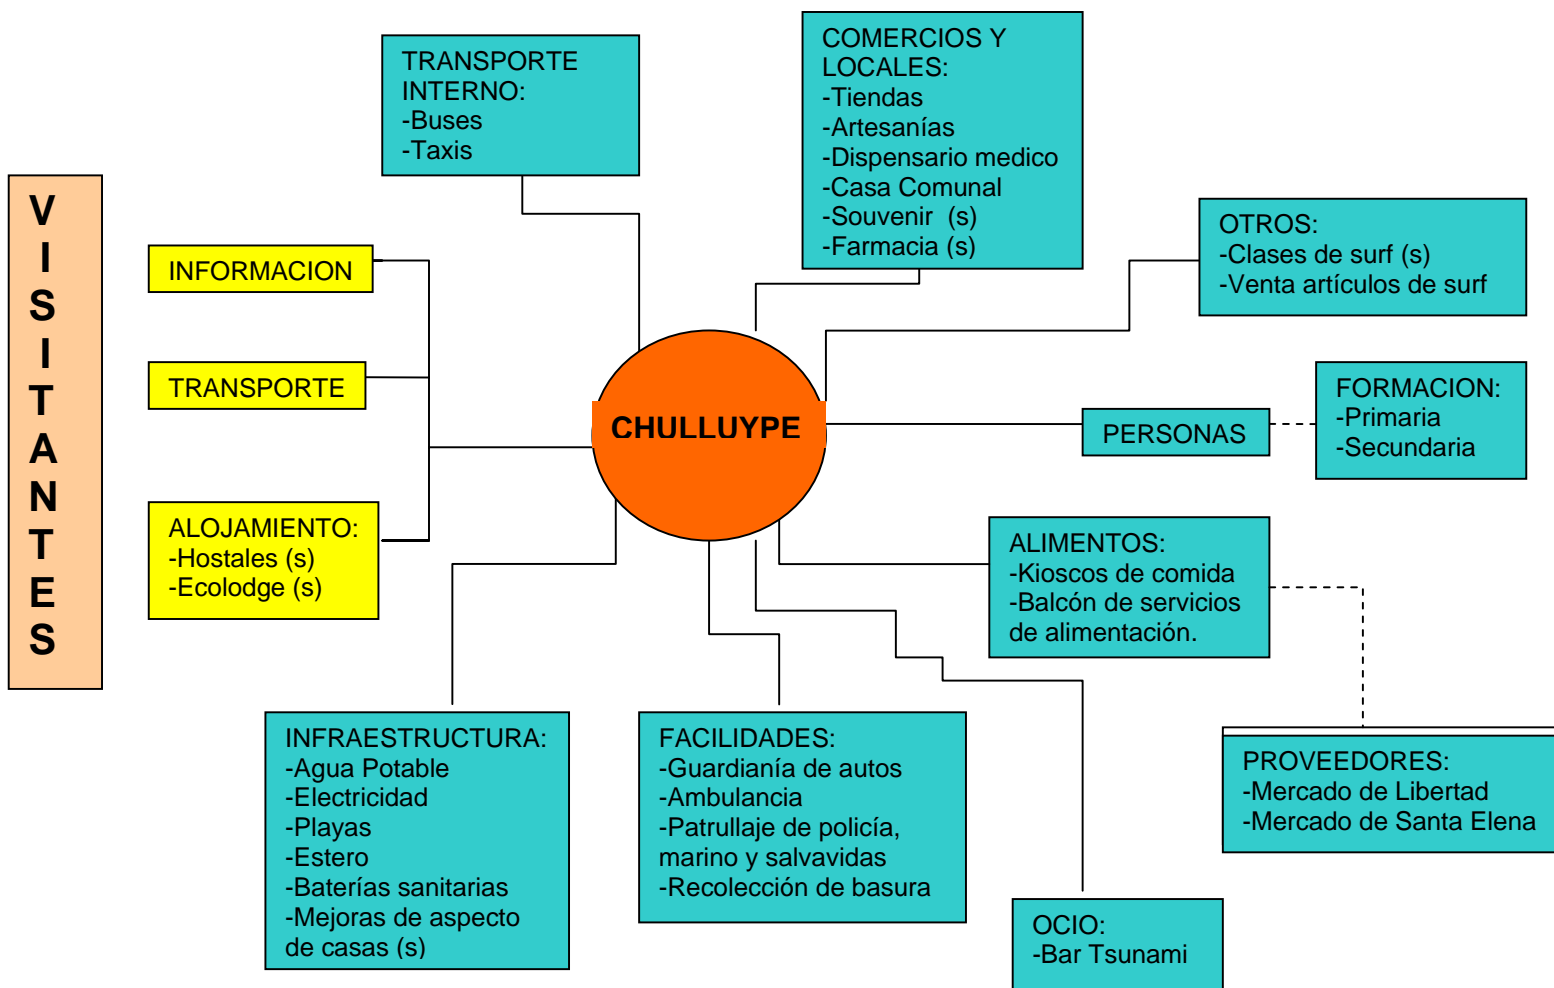 VISITANTES
TRANSPORTE
INTERNO:
-Buses
-Taxis
COMERCIOS Y
LOCALES:
-Tiendas
-Artesanías
-Dispensario medico
-Casa Comunal
-Souvenir (s)
-Farmacia (s)
OTROS:
-Clases de surf (s)
-Venta artículos de surf
INFORMACION
TRANSPORTE
ALOJAMIENTO:
-Hostales (s)
-Ecolodge (s)
CHULLUYPE
PERSONAS
FORMACION:
-Primaria
-Secundaria
ALIMENTOS:
-Kioscos de comida
-Balcón de servicios
de alimentación.
INFRAESTRUCTURA:
-Agua Potable
-Electricidad
-Playas
-Estero
-Baterías sanitarias
-Mejoras de aspecto
de casas (s)
FACILIDADES:
-Guardianía de autos
-Ambulancia
-Patrullaje de policía,
marino y salvavidas
-Recolección de basura
OCIO:
-Bar Tsunami
PROVEEDORES:
-Mercado de Libertad
-Mercado de Santa Elena